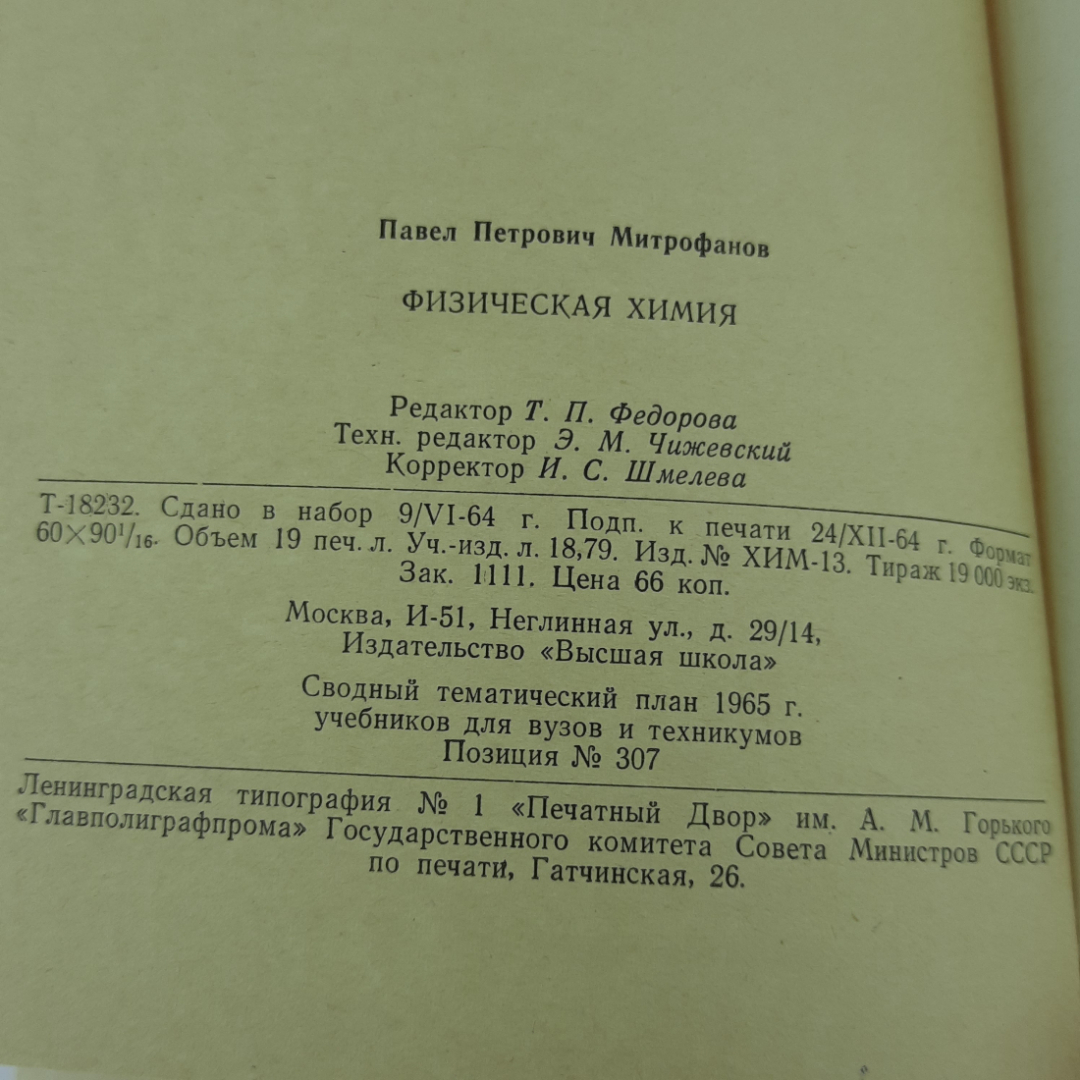 Павел Петрович Митрофанов
ФИЗИЧЕСКАЯ ХИМИЯ
Редактор Т. П. Федорова
Техн. редактор Э. М. Чижевский
Корректор И. С. Шмелева
Т-18232. Сдано в набор 9/VI-64 г. Подп. к печати 24/XII-64 г. Формат
60×90¹/₁₆. Объем 19 печ. л. Уч.-изд. л. 18,79. Изд. № ХИМ-13. Тираж 19 000 экз.
Зак. 1111. Цена 66 коп.
Москва, И-51, Неглинная ул., д. 29/14,
Издательство «Высшая школа»
Сводный тематический план 1965 г.
учебников для вузов и техникумов
Позиция № 307
Ленинградская типография № 1 «Печатный Двор» им. А. М. Горького
«Главполиграфпрома» Государственного комитета Совета Министров СССР
по печати, Гатчинская, 26.